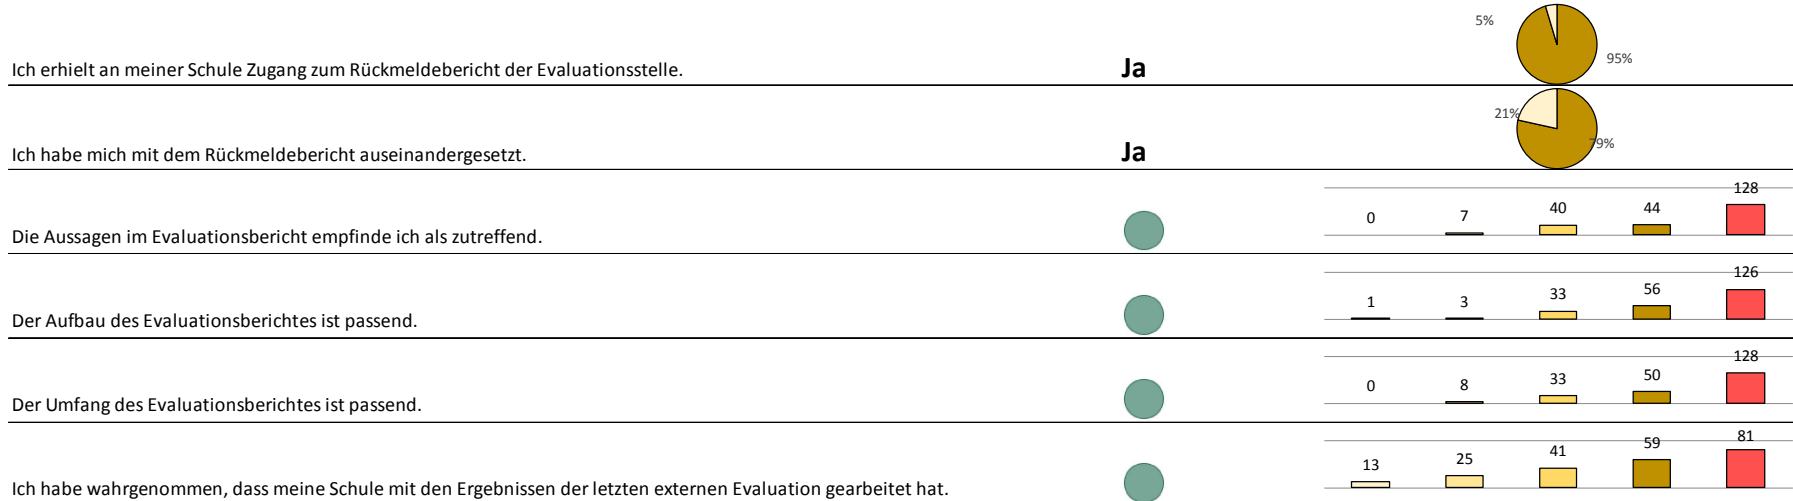 5%
95%
Ich erhielt an meiner Schule Zugang zum Rückmeldebericht der Evaluationsstelle. Ja
21%
79%
Ich habe mich mit dem Rückmeldebericht auseinandergesetzt. Ja
0 7 40 44 128
Die Aussagen im Evaluationsbericht empfinde ich als zutreffend.
1 3 33 56 126
Der Aufbau des Evaluationsberichtes ist passend.
0 8 33 50 128
Der Umfang des Evaluationsberichtes ist passend.
13 25 41 59 81
Ich habe wahrgenommen, dass meine Schule mit den Ergebnissen der letzten externen Evaluation gearbeitet hat.